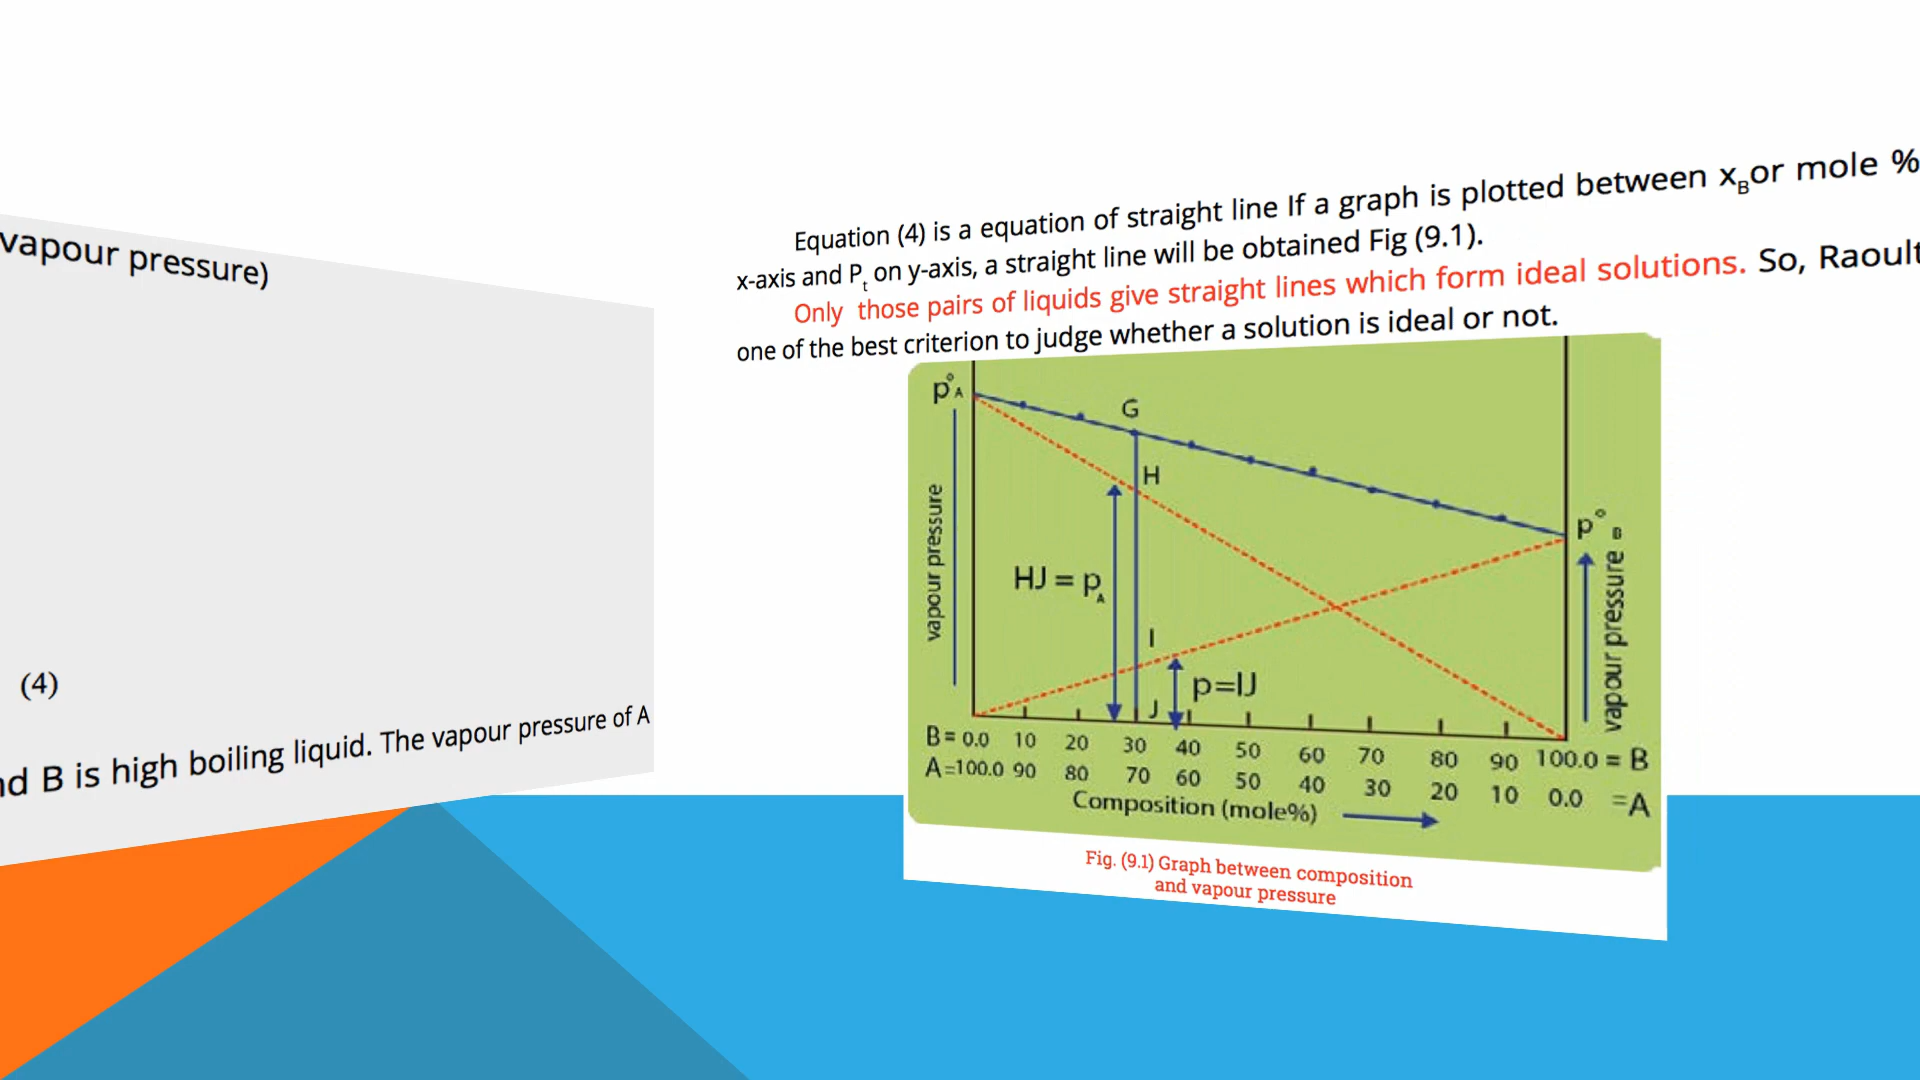 vapour pressure)
(4)
nd B is high boiling liquid. The vapour pressure of A
Equation (4) is a equation of straight line If a graph is plotted between xB or mole %
x-axis and Pt on y-axis, a straight line will be obtained Fig (9.1).
Only those pairs of liquids give straight lines which form ideal solutions. So, Raoult
one of the best criterion to judge whether a solution is ideal or not.
p°A
G
H
p°B
vapour pressure
HJ = pA
vapour pressure
I
p=IJ
J
B= 0.0 10 20 30 40 50 60 70 80 90 100.0 = B
A=100.0 90 80 70 60 50 40 30 20 10 0.0 =A
Composition (mole%)
Fig. (9.1) Graph between composition
and vapour pressure